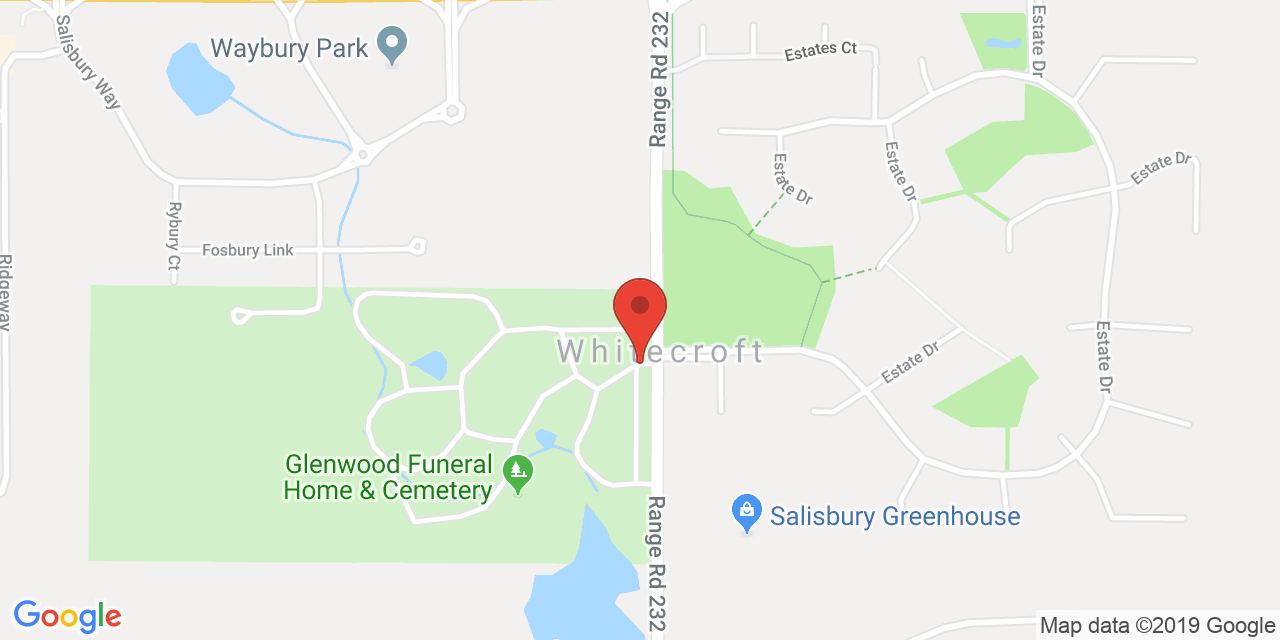 Salisbury Way
Waybury Park
Range Rd 232
Estates Ct
Estate Dr
Estate Dr
Estate Dr
Estate Dr
Rybury Ct
Fosbury Link
Ridgeway
Whitecroft
Estate Dr
Estate Dr
Glenwood Funeral
Home & Cemetery
Range Rd 232
Salisbury Greenhouse
Google
Map data ©2019 Google